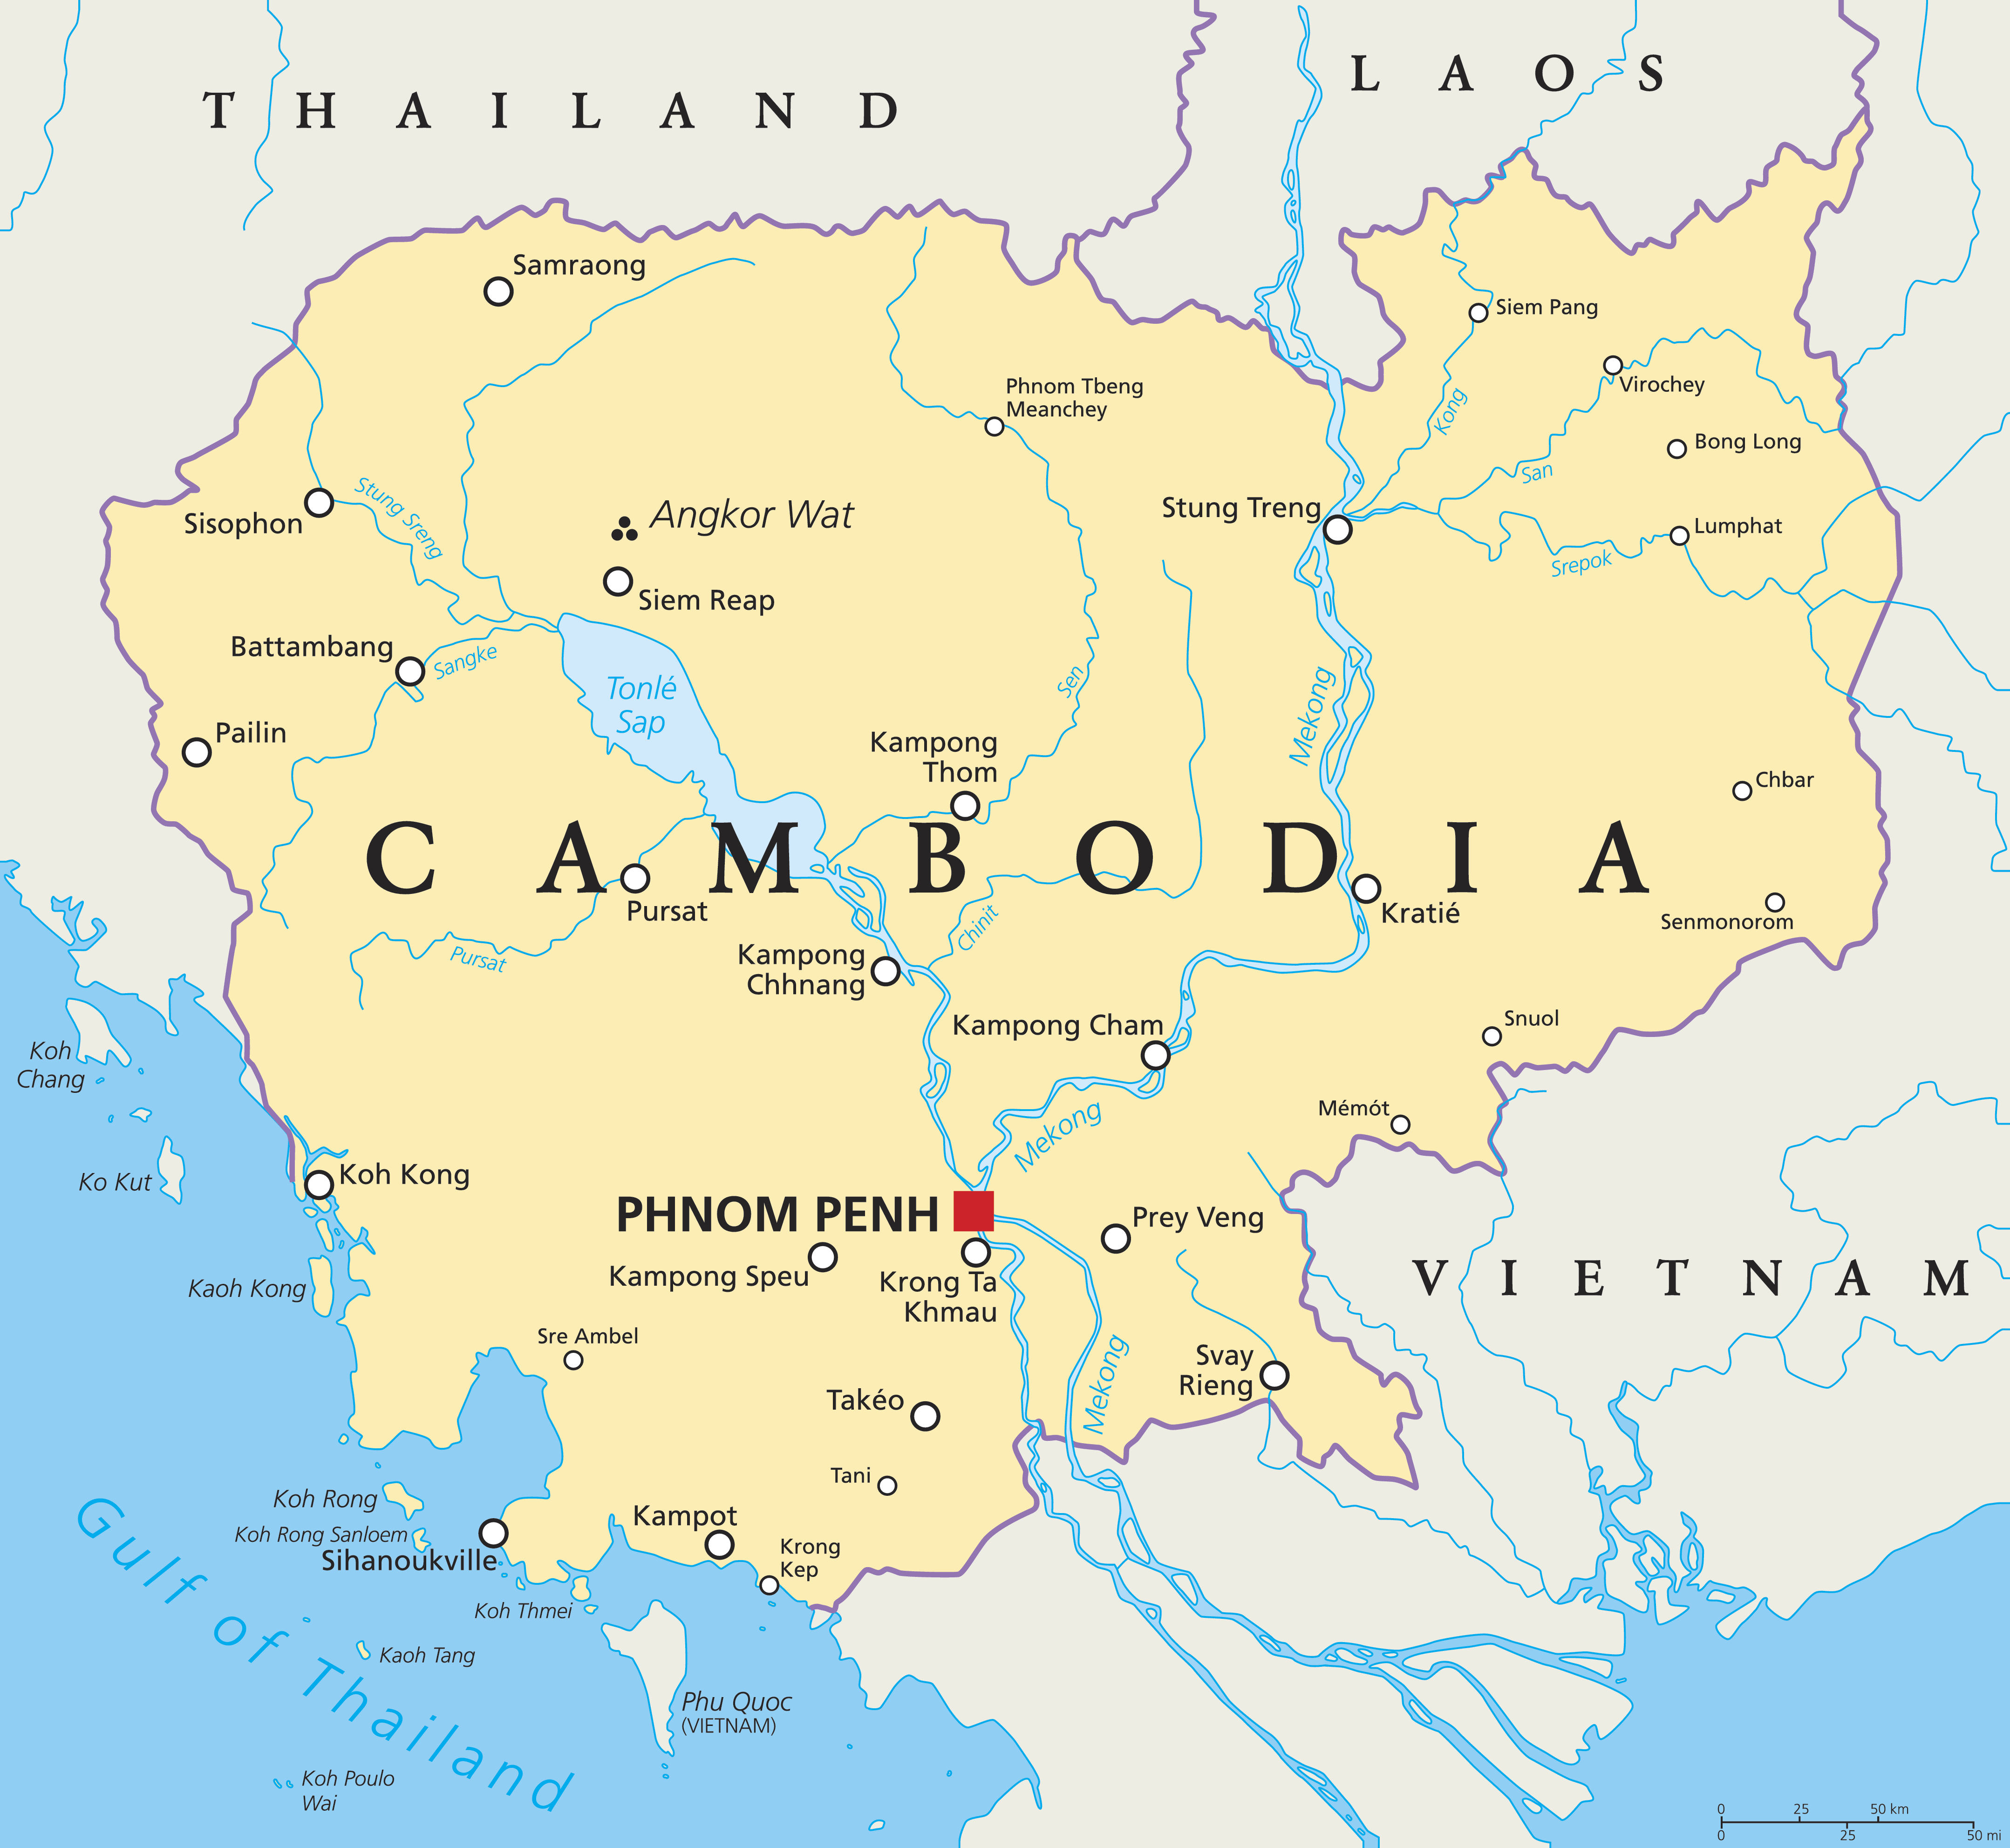 THAILAND
LAOS
Samraong
Siem Pang
Virochey
Phnom Tbeng
Meanchey
Kong
Bong Long
San
Stung Sreng
Sisophon
Angkor Wat
Stung Treng
Lumphat
Srepok
Siem Reap
Battambang
Sangke
Tonlé
Sap
Sen
Mekong
Pailin
Kampong
Thom
Chbar
CAMBODIA
Pursat
Kratié
Senmonorom
Chinit
Pursat
Kampong
Chhnang
Kampong Cham
Snuol
Koh
Chang
Mémót
Mekong
Ko Kut
Koh Kong
PHNOM PENH
Prey Veng
Kampong Speu
Krong Ta
Khmau
VIETNAM
Kaoh Kong
Sre Ambel
Svay
Rieng
Mekong
Takéo
Tani
Koh Rong
Koh Rong Sanloem
Sihanoukville
Kampot
Krong
Kep
Koh Thmei
Gulf of Thailand
Kaoh Tang
Phu Quoc
(VIETNAM)
Koh Poulo
Wai
0 25 50 km
0 25 50 mi